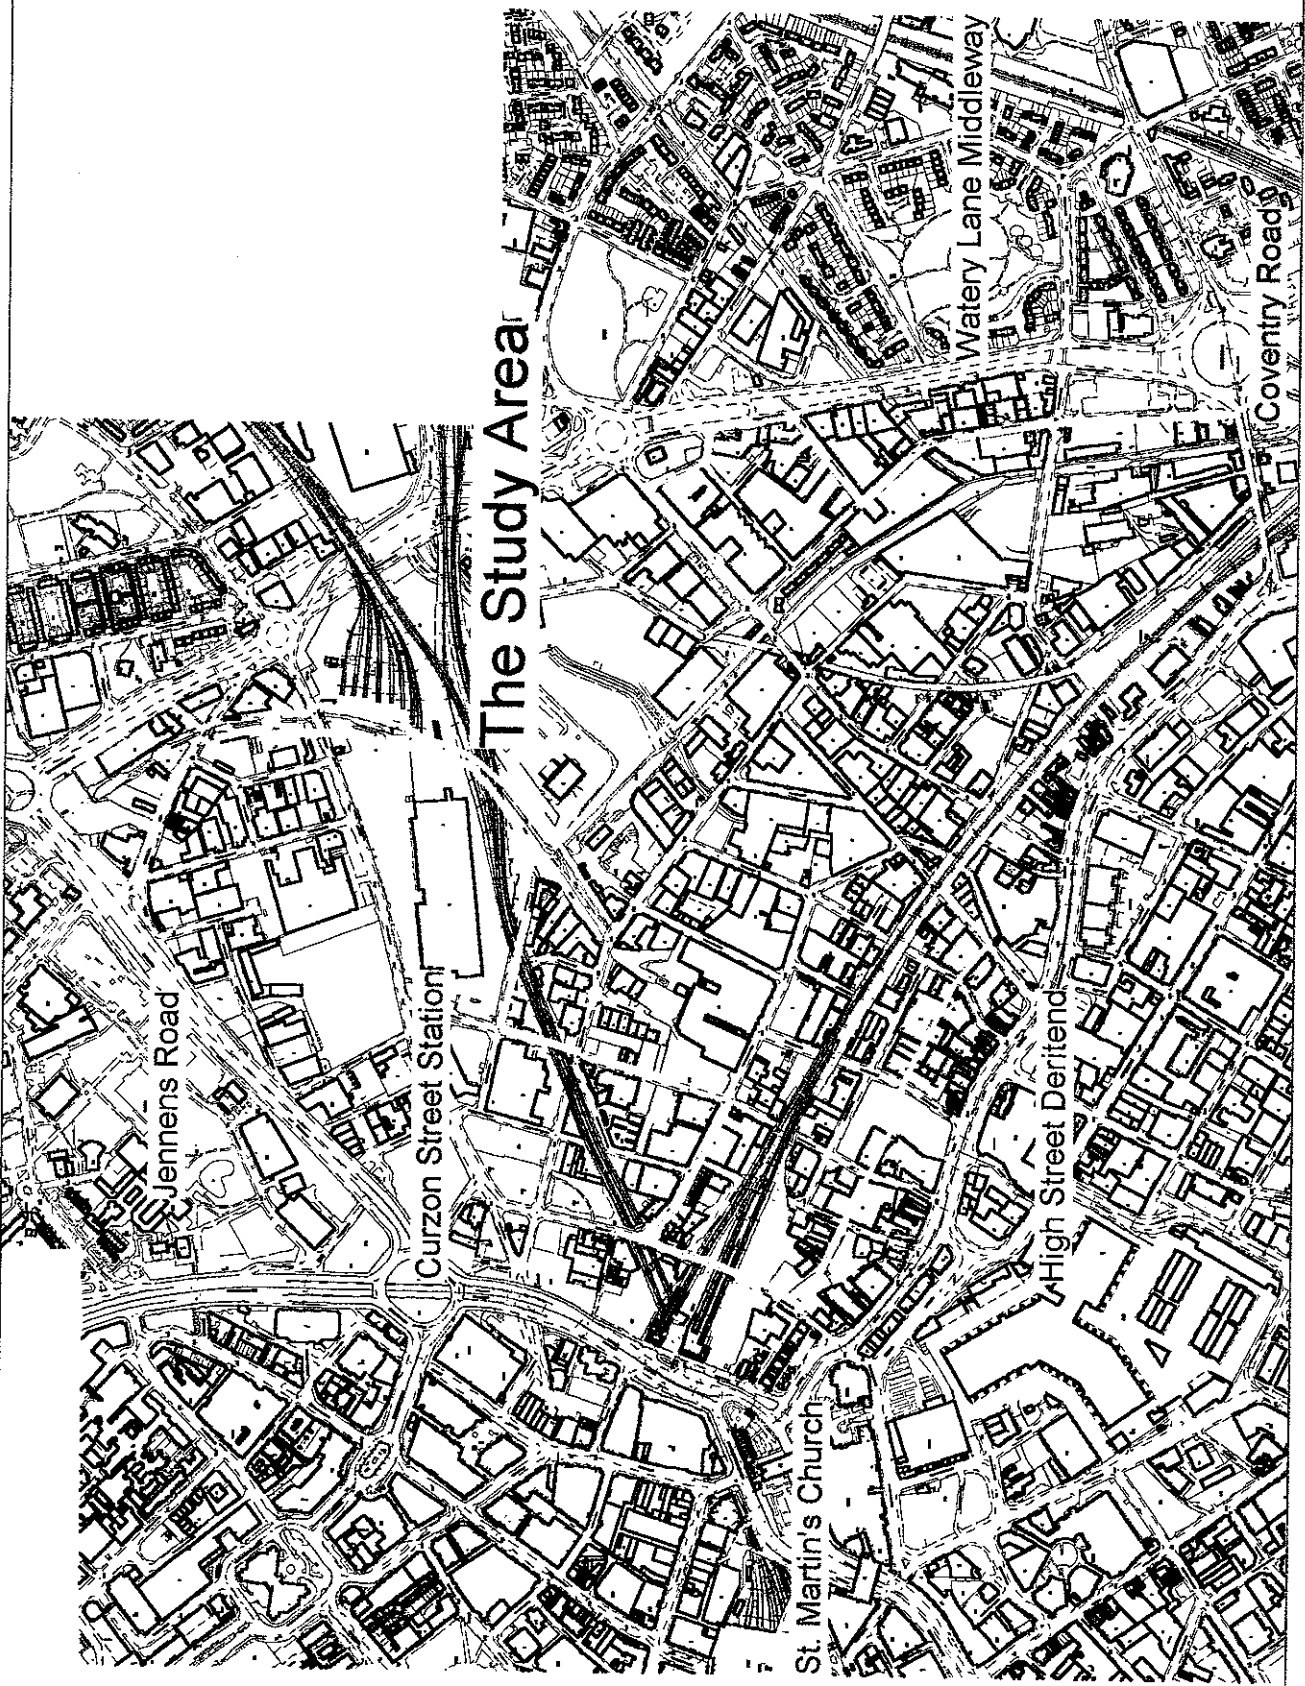 The Study Area
Jennens Road
Curzon Street Station
Watery Lane Middleway
Coventry Road
High Street Deritend
St. Martin's Church